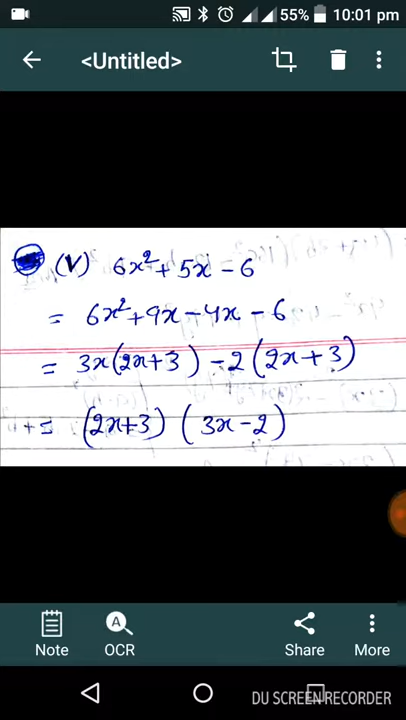 55% 10:01 pm
<Untitled>
(V) 6x² + 5x - 6
= 6x² + 9x - 4x - 6
= 3x(2x+3) - 2(2x+3)
= (2x+3) (3x-2)
Note
OCR
Share
More
DU SCREEN RECORDER